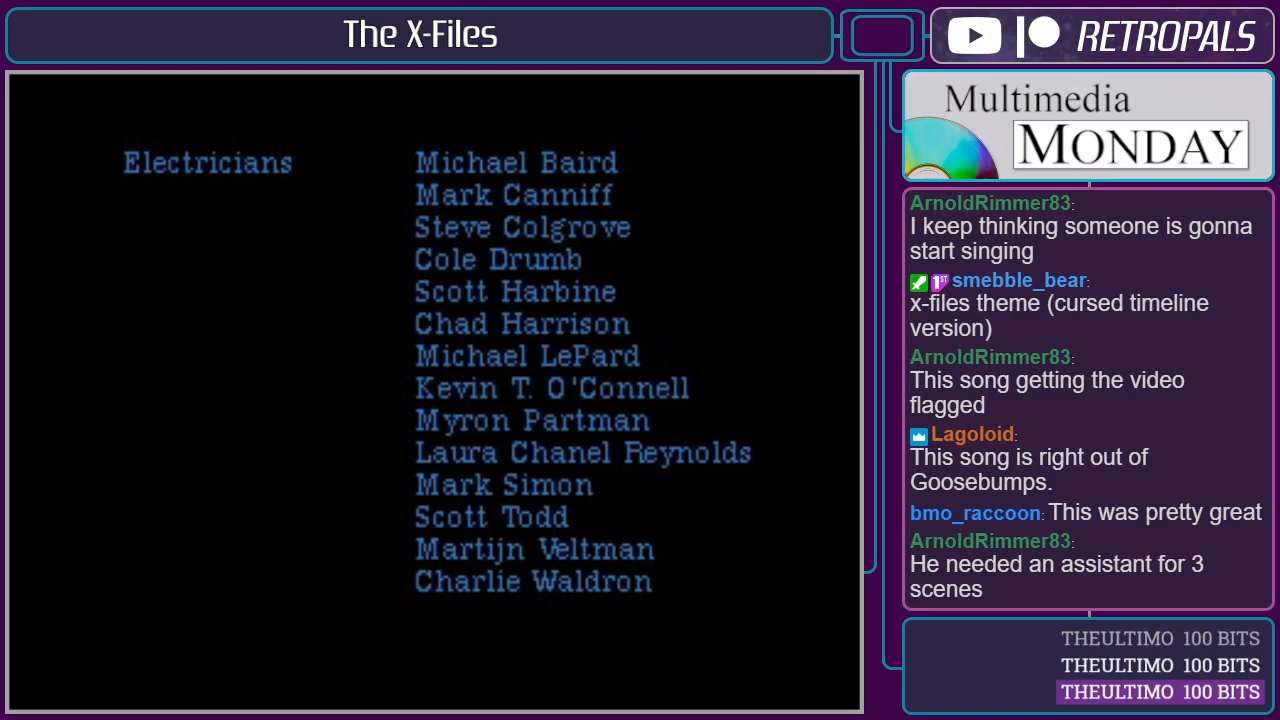 The X-Files
RETROPALS
Multimedia
MONDAY
Electricians Michael Baird
Mark Canniff
Steve Colgrove
Cole Drumb
Scott Harbine
Chad Harrison
Michael LePard
Kevin T. O'Connell
Myron Partman
Laura Chanel Reynolds
Mark Simon
Scott Todd
Martijn Veltman
Charlie Waldron
ArnoldRimmer83:
I keep thinking someone is gonna
start singing
1ST smebble_bear:
x-files theme (cursed timeline
version)
ArnoldRimmer83:
This song getting the video
flagged
Lagoloid:
This song is right out of
Goosebumps.
bmo_raccoon: This was pretty great
ArnoldRimmer83:
He needed an assistant for 3
scenes
THEULTIMO 100 BITS
THEULTIMO 100 BITS
THEULTIMO 100 BITS